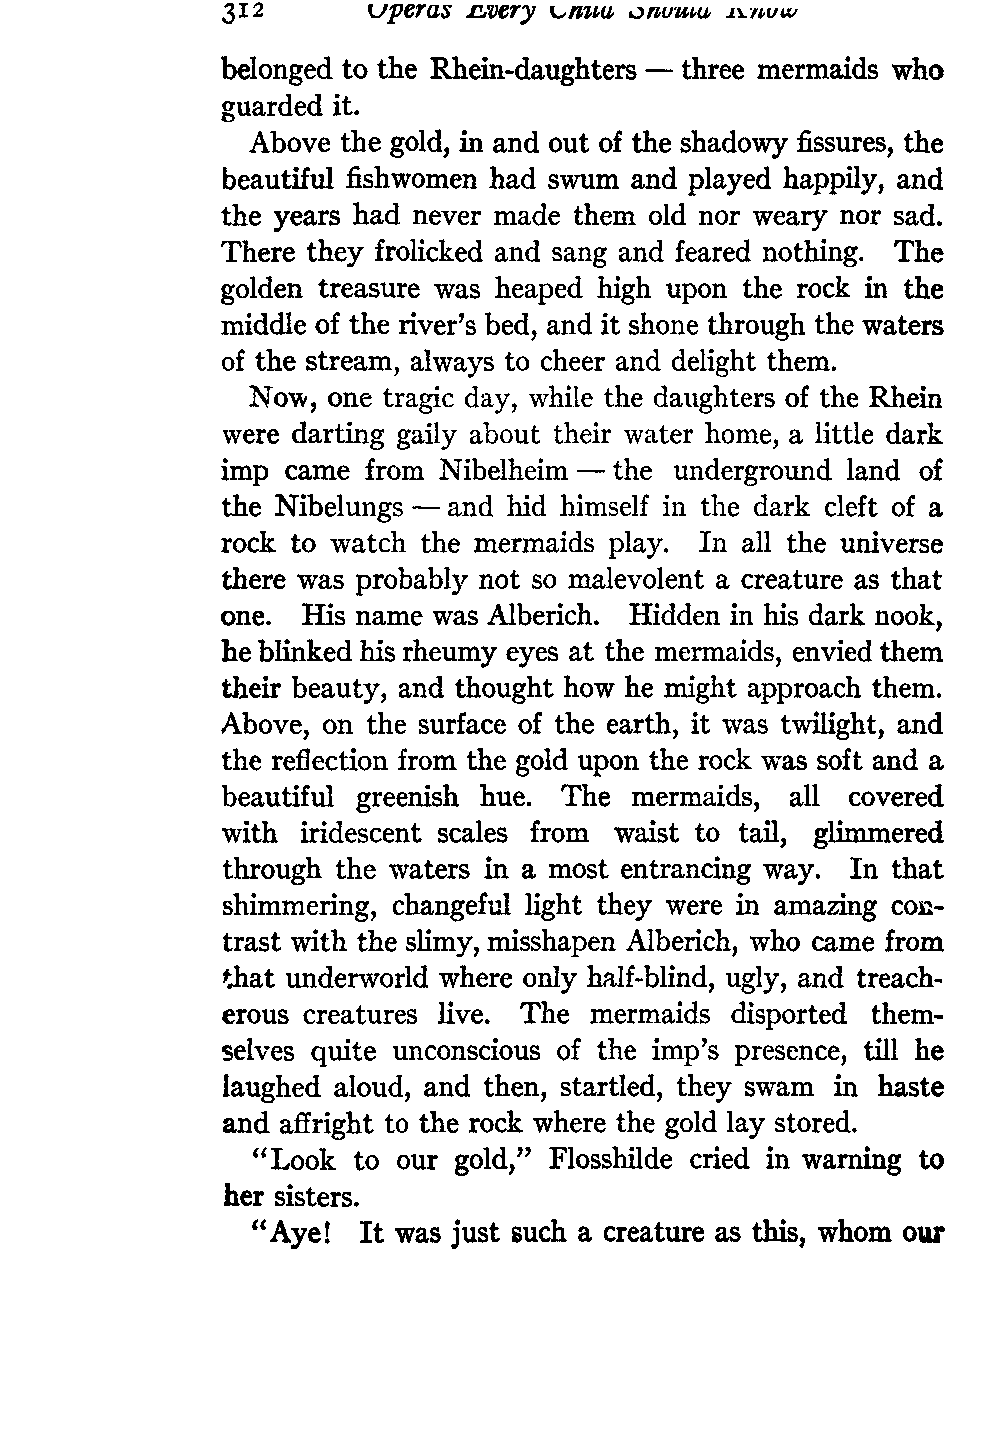 312 Operas Every Child Should Know
belonged to the Rhein-daughters — three mermaids who
guarded it.
Above the gold, in and out of the shadowy fissures, the
beautiful fishwomen had swum and played happily, and
the years had never made them old nor weary nor sad.
There they frolicked and sang and feared nothing. The
golden treasure was heaped high upon the rock in the
middle of the river's bed, and it shone through the waters
of the stream, always to cheer and delight them.
Now, one tragic day, while the daughters of the Rhein
were darting gaily about their water home, a little dark
imp came from Nibelheim — the underground land of
the Nibelungs — and hid himself in the dark cleft of a
rock to watch the mermaids play. In all the universe
there was probably not so malevolent a creature as that
one. His name was Alberich. Hidden in his dark nook,
he blinked his rheumy eyes at the mermaids, envied them
their beauty, and thought how he might approach them.
Above, on the surface of the earth, it was twilight, and
the reflection from the gold upon the rock was soft and a
beautiful greenish hue. The mermaids, all covered
with iridescent scales from waist to tail, glimmered
through the waters in a most entrancing way. In that
shimmering, changeful light they were in amazing con-
trast with the slimy, misshapen Alberich, who came from
that underworld where only half-blind, ugly, and treach-
erous creatures live. The mermaids disported them-
selves quite unconscious of the imp's presence, till he
laughed aloud, and then, startled, they swam in haste
and affright to the rock where the gold lay stored.
"Look to our gold," Flosshilde cried in warning to
her sisters.
"Aye! It was just such a creature as this, whom our